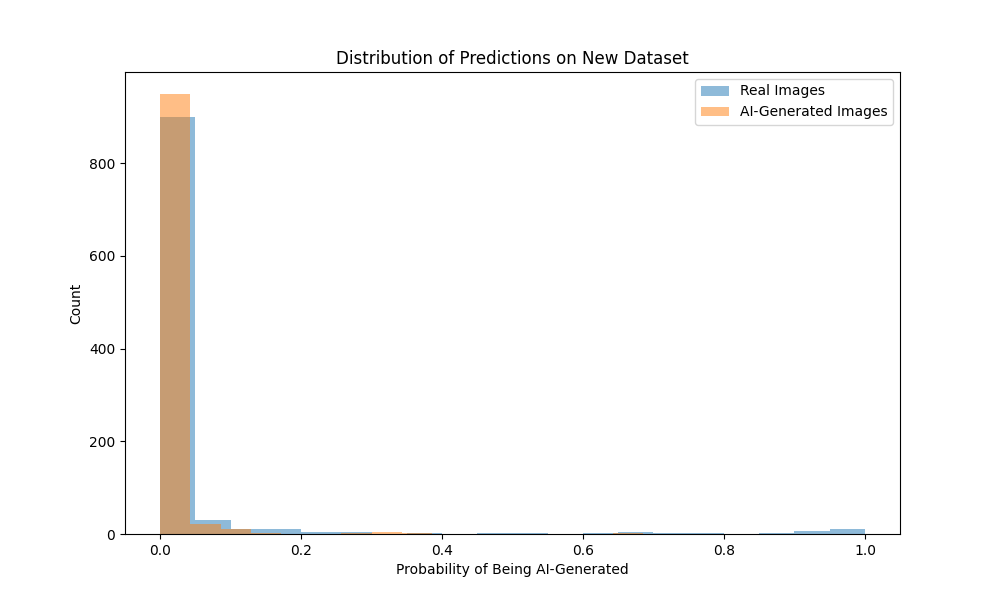 Distribution of Predictions on New Dataset
Real Images
AI-Generated Images
Count
800
600
400
200
0
0.0 0.2 0.4 0.6 0.8 1.0
Probability of Being AI-Generated